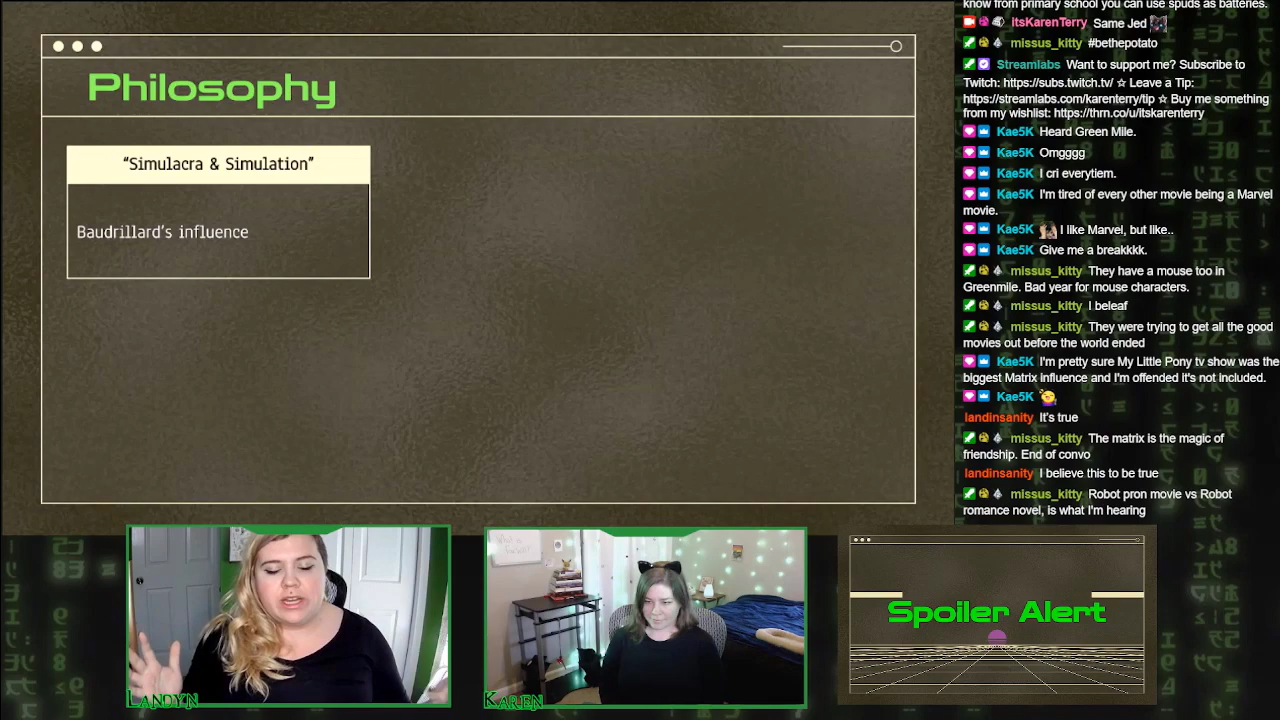 Philosophy
“Simulacra & Simulation”
Baudrillard's influence
know from primary school you can use spuds as batteries.
itsKarenTerry Same Jed
missus_kitty #bethepotato
Streamlabs Want to support me? Subscribe to
Twitch: https://subs.twitch.tv/ ☆ Leave a Tip:
https://streamlabs.com/karenterry/tip ☆ Buy me something
from my wishlist: https://thrn.co/u/itskarenterry
Kae5K Heard Green Mile.
Kae5K Omgggg
Kae5K I cri everytiem.
Kae5K I'm tired of every other movie being a Marvel
movie.
Kae5K I like Marvel, but like..
Kae5K Give me a breakkkk.
missus_kitty They have a mouse too in
Greenmile. Bad year for mouse characters.
missus_kitty I beleaf
missus_kitty They were trying to get all the good
movies out before the world ended
Kae5K I'm pretty sure My Little Pony tv show was the
biggest Matrix influence and I'm offended it's not included.
Kae5K
landinsanity It's true
missus_kitty The matrix is the magic of
friendship. End of convo
landinsanity I believe this to be true
missus_kitty Robot pron movie vs Robot
romance novel, is what I'm hearing
Landyn
Karen
Spoiler Alert